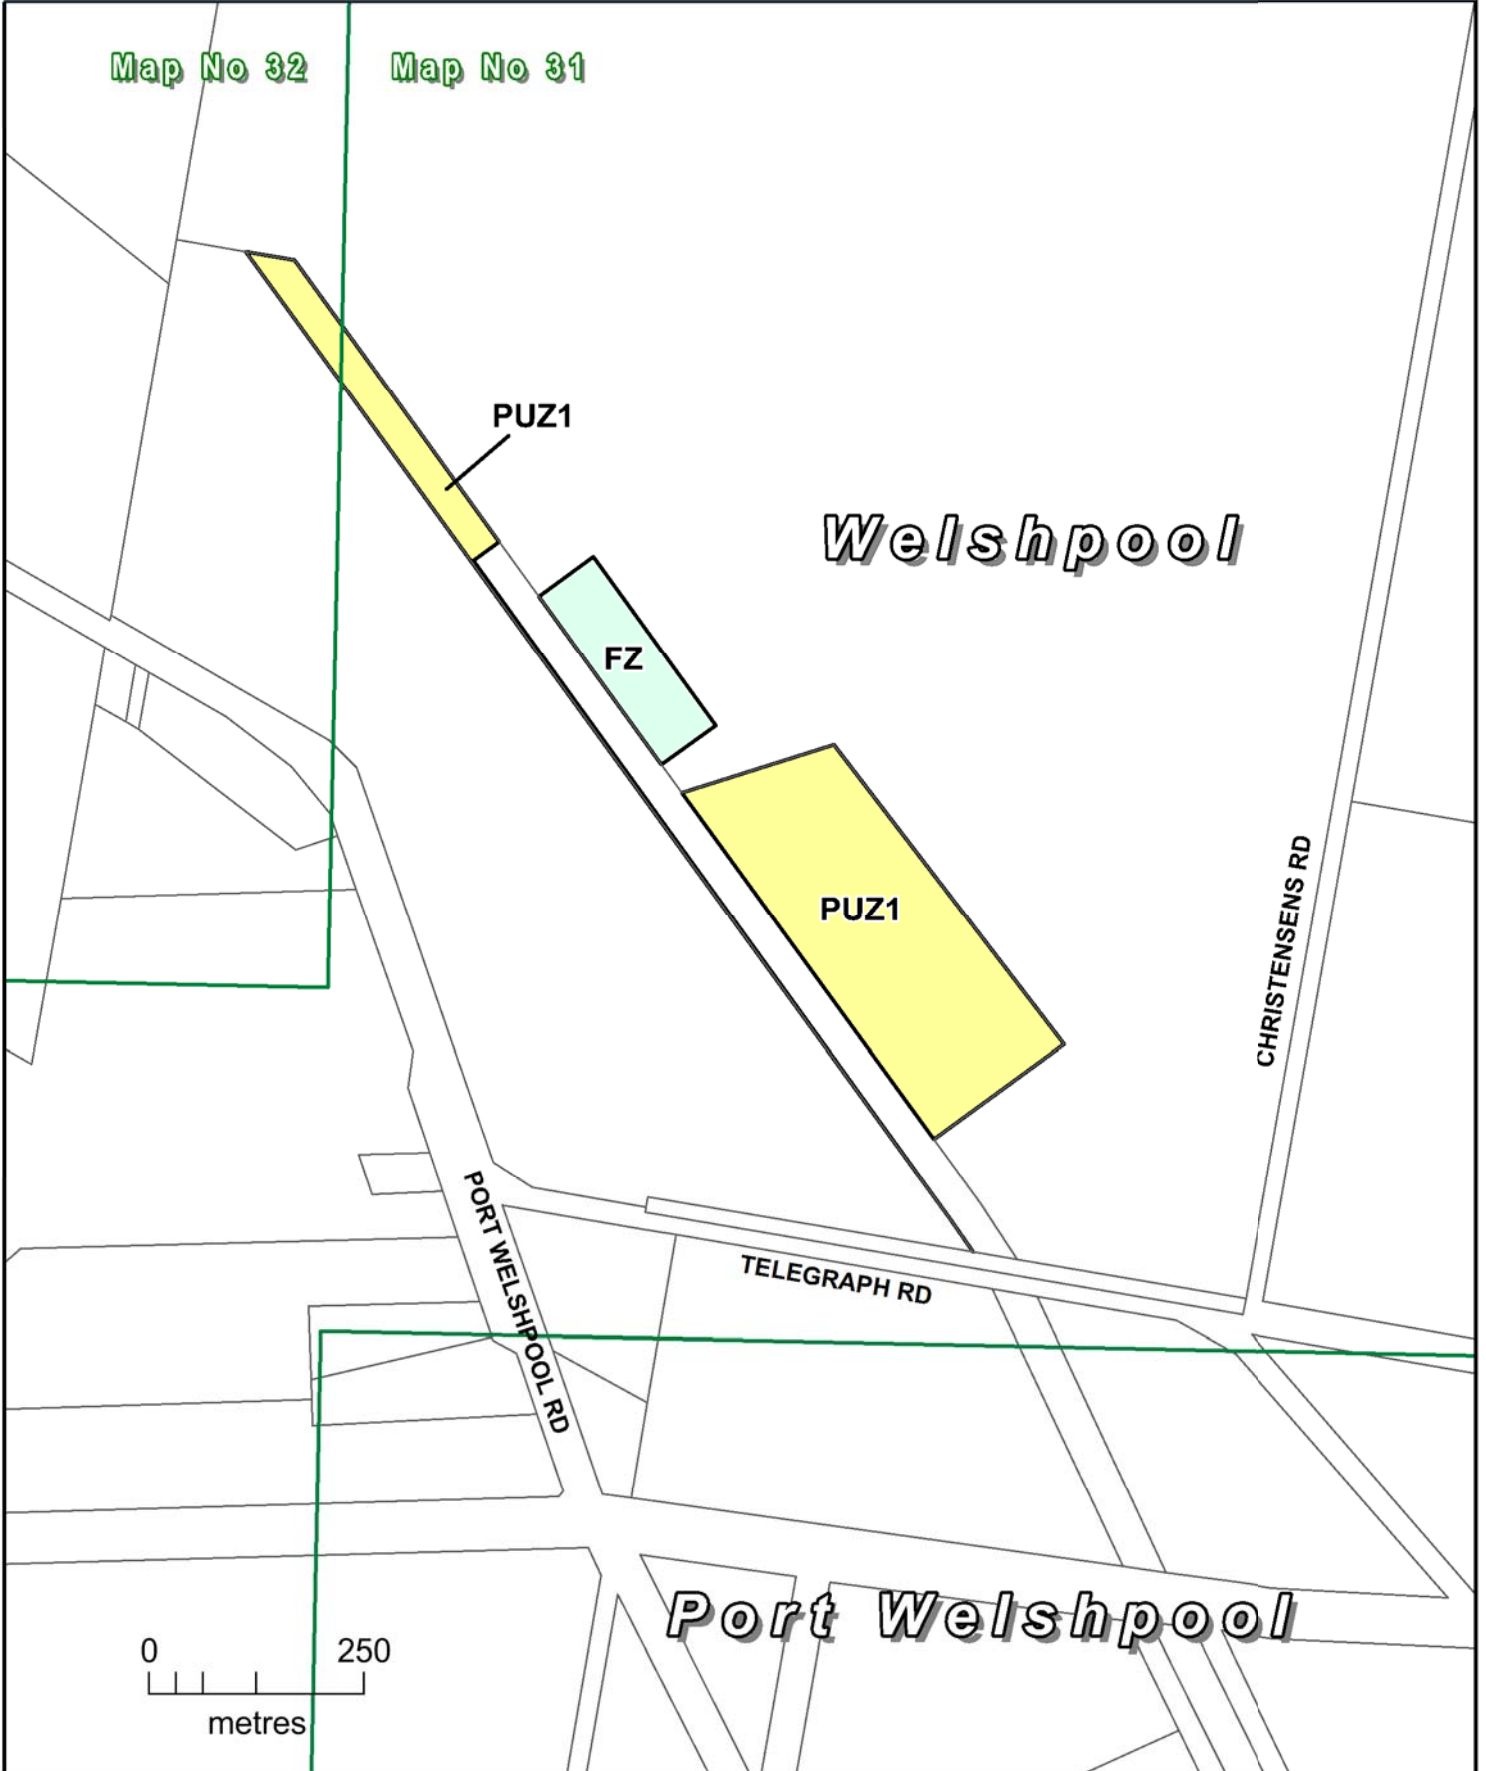 Map No 32
Map No 31
PUZ1
Welshpool
FZ
PUZ1
CHRISTENSENS RD
PORT WELSHPOOL RD
TELEGRAPH RD
Port Welshpool
0 250
metres